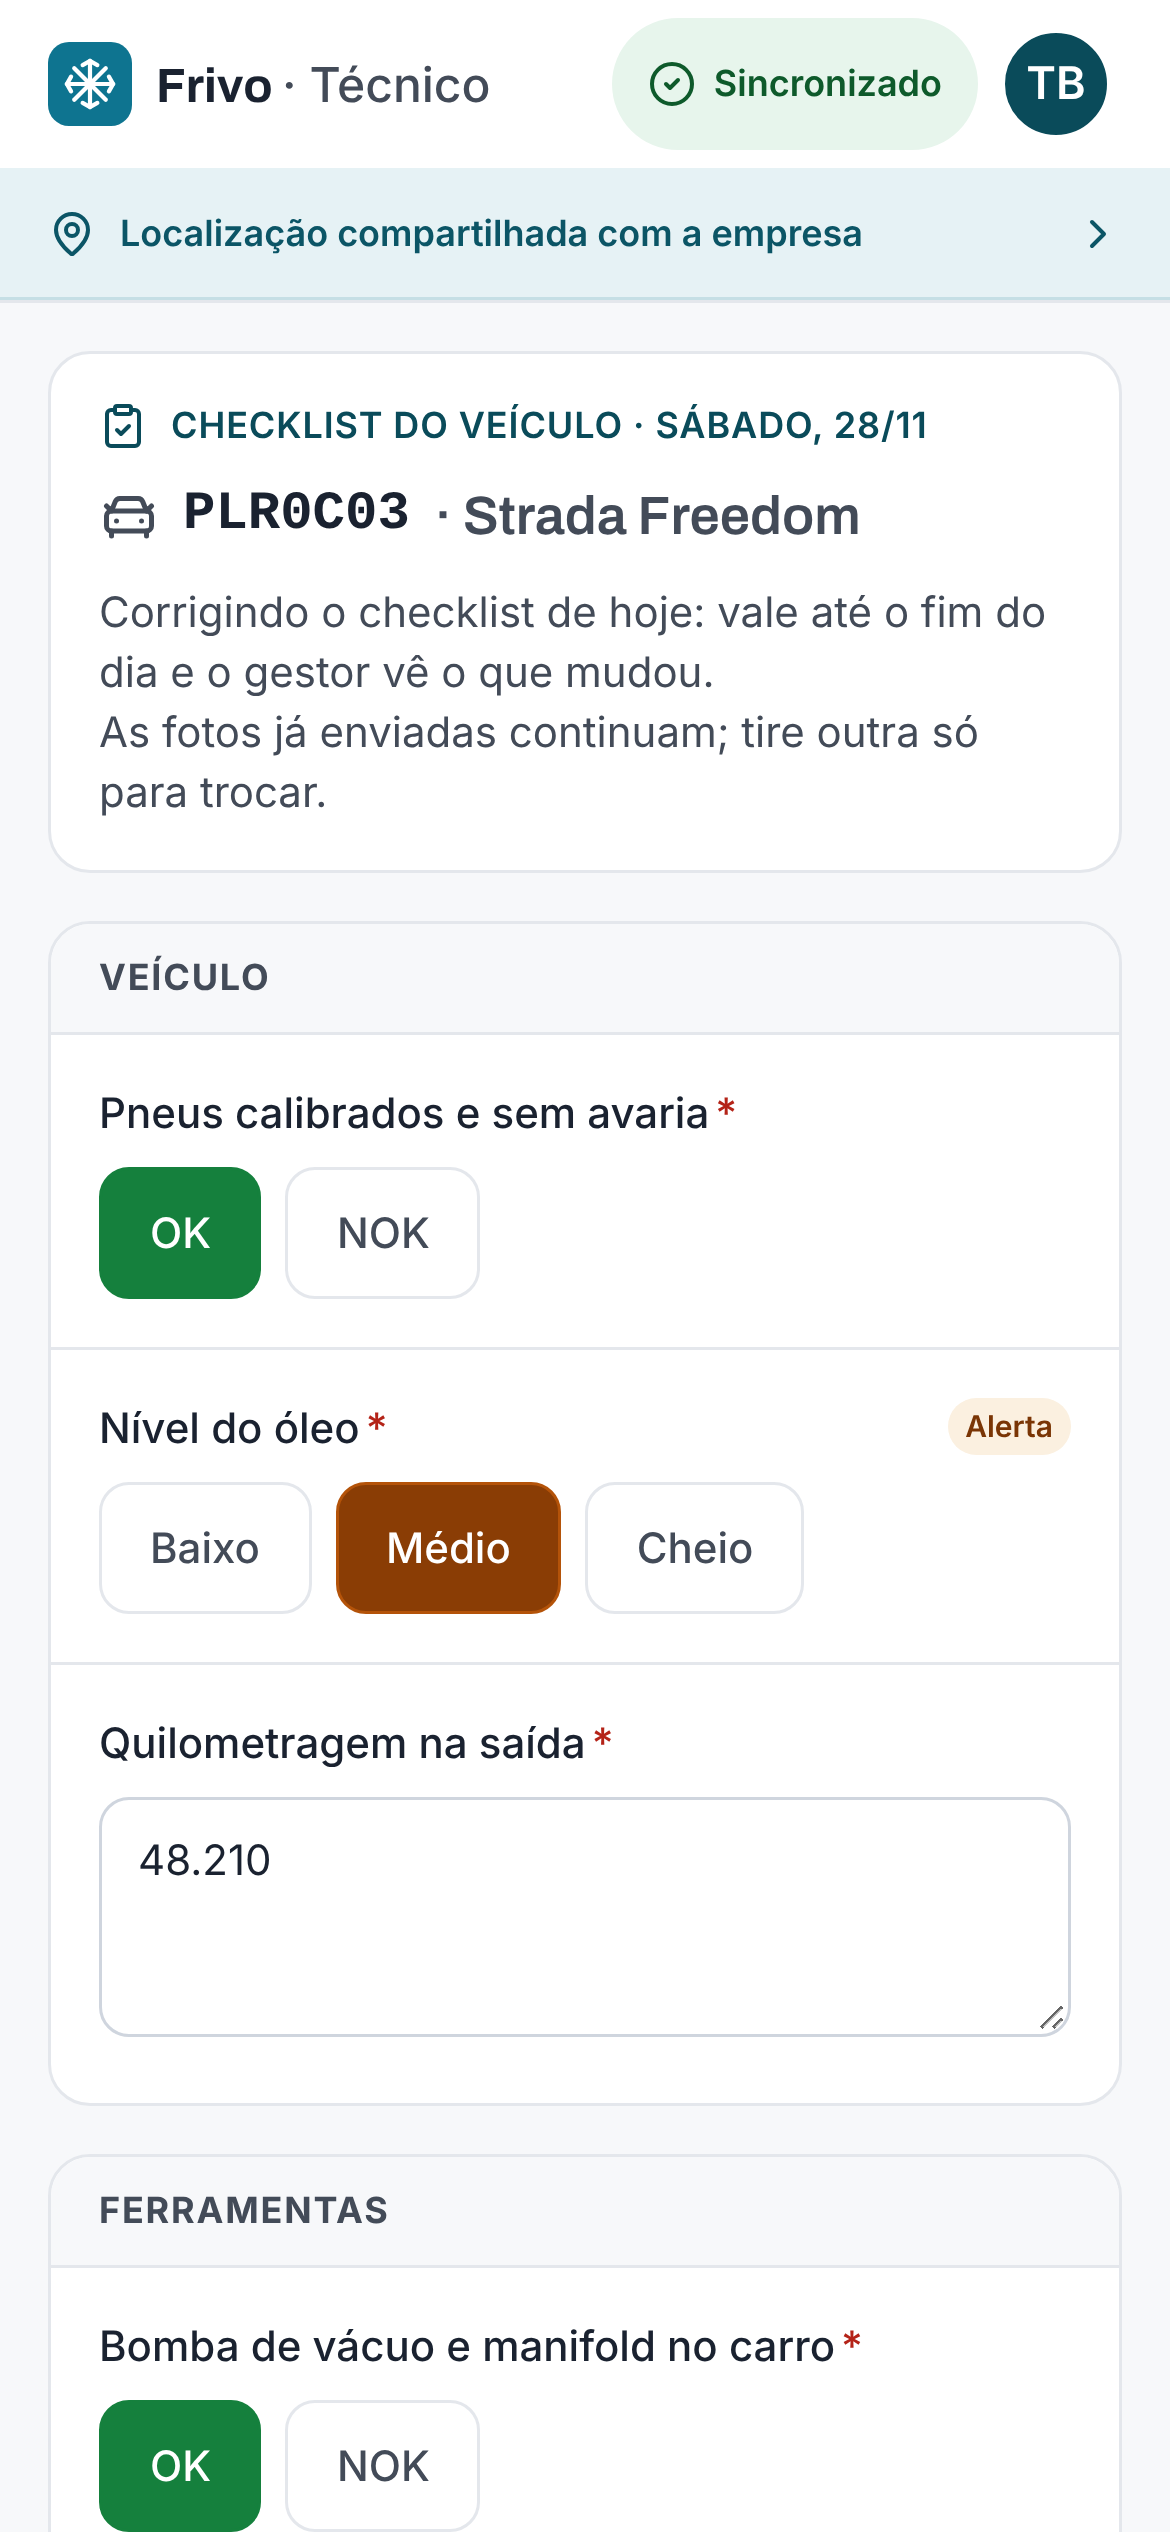 Frivo · Técnico
Sincronizado
TB
Localização compartilhada com a empresa
CHECKLIST DO VEÍCULO · SÁBADO, 28/11
PLR0C03 · Strada Freedom
Corrigindo o checklist de hoje: vale até o fim do
dia e o gestor vê o que mudou.
As fotos já enviadas continuam; tire outra só
para trocar.
VEÍCULO
Pneus calibrados e sem avaria *
OK
NOK
Nível do óleo *
Alerta
Baixo
Médio
Cheio
Quilometragem na saída *
48.210
FERRAMENTAS
Bomba de vácuo e manifold no carro *
OK
NOK